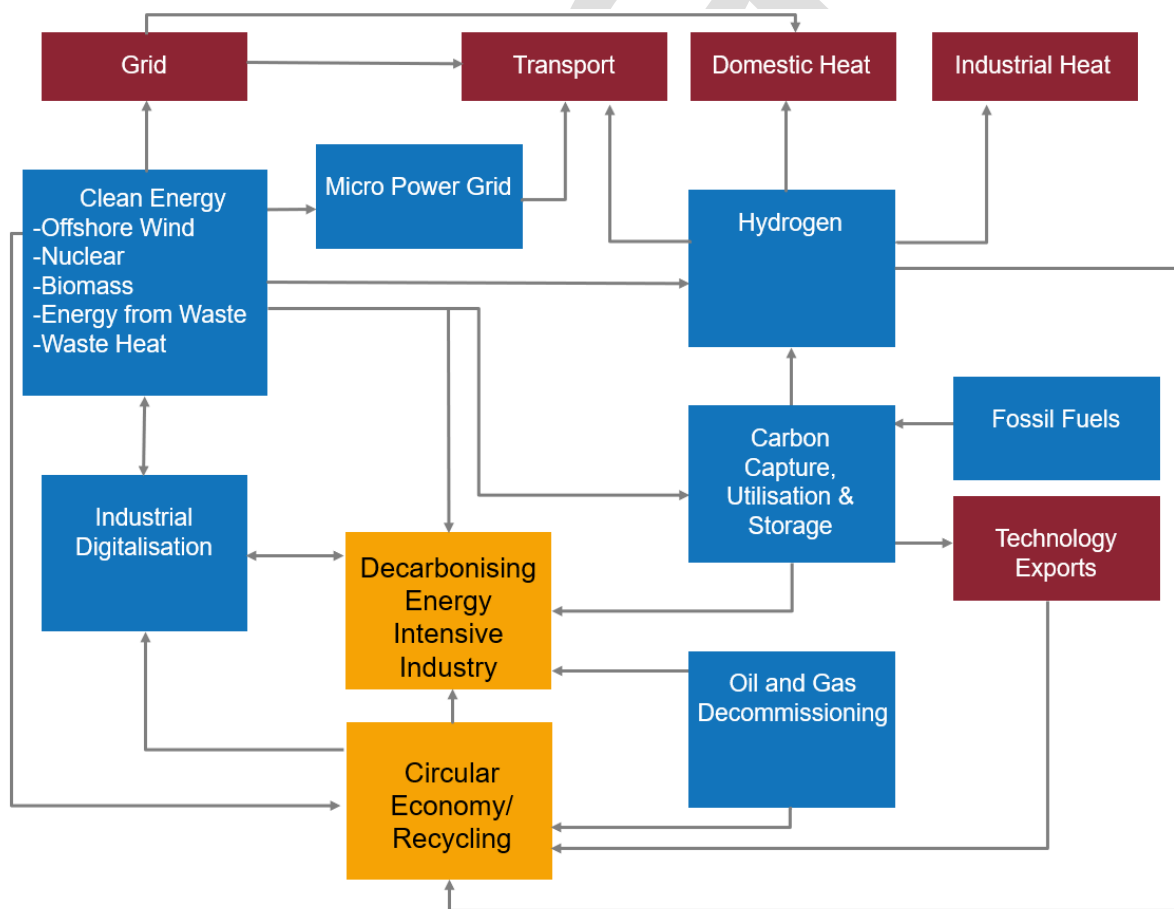 Grid
Transport
Domestic Heat
Industrial Heat
Clean Energy
-Offshore Wind
-Nuclear
-Biomass
-Energy from Waste
-Waste Heat
Micro Power Grid
Hydrogen
Carbon
Capture,
Utilisation &
Storage
Fossil Fuels
Industrial
Digitalisation
Decarbonising
Energy
Intensive
Industry
Technology
Exports
Oil and Gas
Decommissioning
Circular
Economy/
Recycling